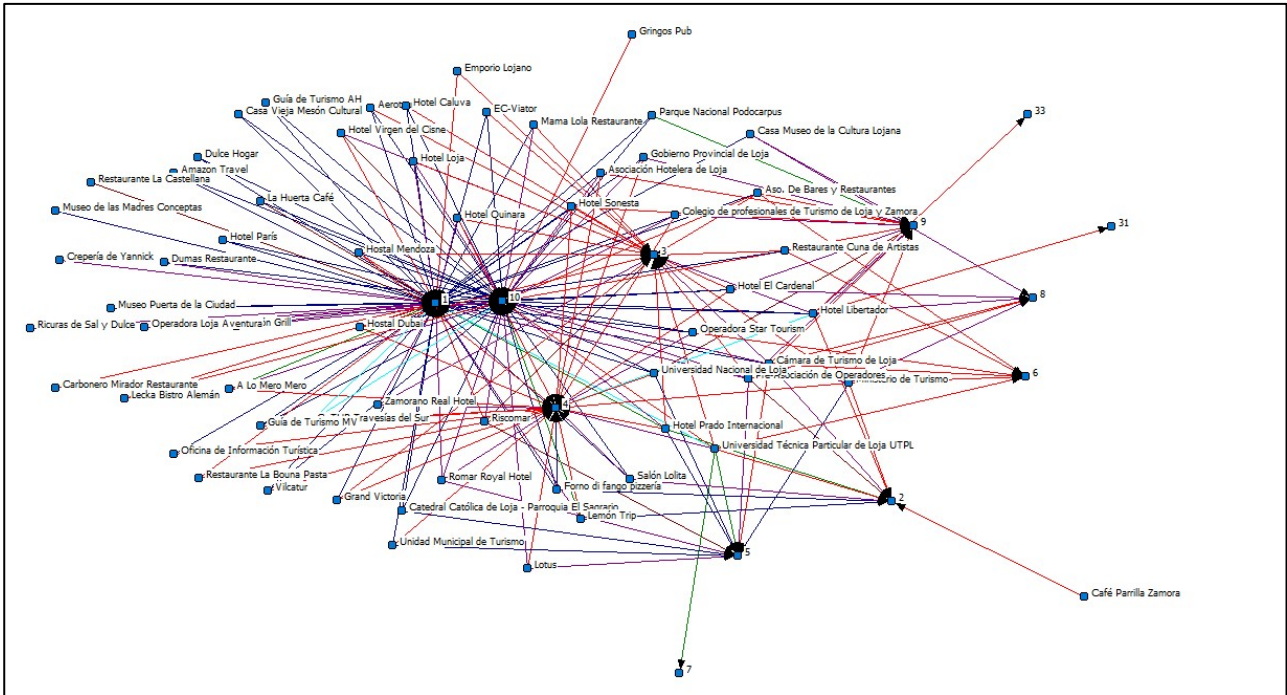 Gringos Pub
Emporio Lojano
Guía de Turismo AH
Casa Vieja Mesón Cultural
Hotel Caluva
EC-Viator
Parque Nacional Podocarpus
33
Mama Lola Restaurante
Hotel Virgen del Cisne
Casa Museo de la Cultura Lojana
Dulce Hogar
Hotel Loja
Gobierno Provincial de Loja
Amazon Travel
Asociación Hotelera de Loja
Restaurante La Castellana
Aso. De Bares y Restaurantes
La Huerta Café
Hotel Sonesta
Museo de las Madres Conceptas
Colegio de profesionales de Turismo de Loja y Zamora
Hotel Quinara
9
31
Hotel París
Hostal Mendoza
3
Restaurante Cuna de Artistas
Crepería de Yannick
Dumas Restaurante
Hotel El Cardenal
8
1
10
Museo Puerta de la Ciudad
Hotel Libertador
Ricuras de Sal y Dulce
Operadora Loja Aventura
Grill
Hostal Dubai
Operadora Star Tourism
Cámara de Turismo de Loja
Universidad Nacional de Loja
6
Asociación de Operadores
Carbonero Mirador Restaurante
A Lo Mero Mero
Lecka Bistro Alemán
Zamorano Real Hotel
4
Travesías del Sur
Guía de Turismo MV
Riscomar
Hotel Prado Internacional
Oficina de Información Turística
Universidad Técnica Particular de Loja UTPL
Restaurante La Bouna Pasta
Romar Royal Hotel
Salón Lolita
Vilcatur
Forno di fango pizzería
Grand Victoria
2
Catedral Católica de Loja - Parroquia El Sagrario
Lemón Trip
Unidad Municipal de Turismo
5
Lotus
Café Parrilla Zamora
7